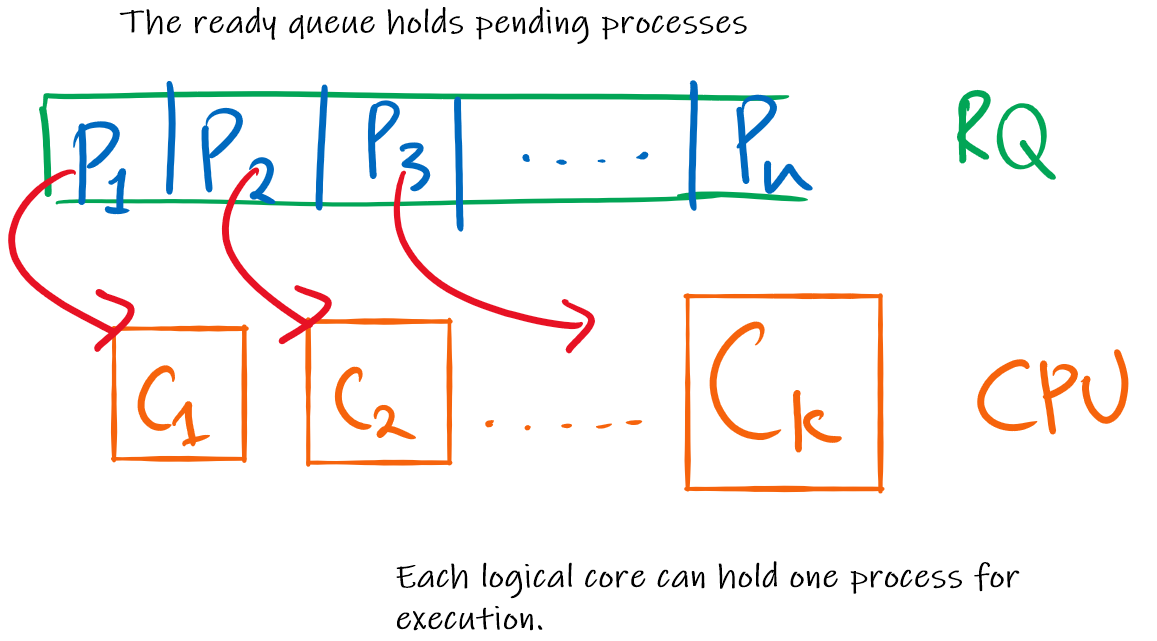 The ready queue holds pending processes
P1 P2 P3 .... Pn RQ
C1 C2 ...... Ck CPU
Each logical core can hold one process for
execution.